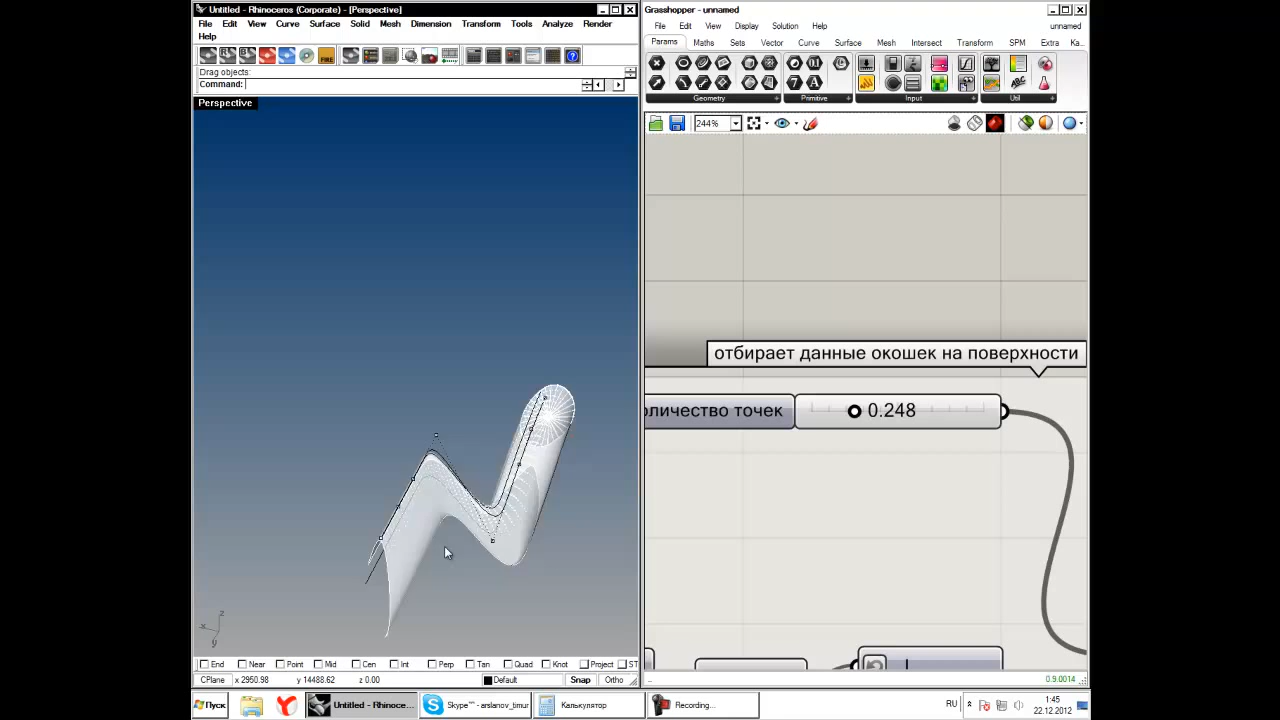 Untitled - Rhinoceros (Corporate) - [Perspective]
File Edit View Curve Surface Solid Mesh Dimension Transform Tools Analyze Render
Help
Drag objects:
Command:
Perspective
z
x
y
End Near Point Mid Cen Int Perp Tan Quad Knot Project ST
CPlane x 2950.98 y 14488.62 z 0.00 Default Snap Ortho
Grasshopper - unnamed
File Edit View Display Solution Help unnamed
Params Maths Sets Vector Curve Surface Mesh Intersect Transform SPM Extra Ka...
Geometry Primitive Input Util
244%
отбирает данные окошек на поверхности
оличество точек 0.248
0.9.0014
Пуск Untitled - Rhinoce... Skype™ - arslanov_timur Калькулятор Recording... RU 1:45
22.12.2012